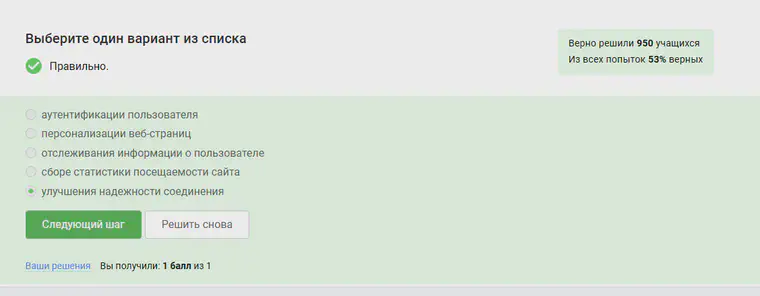 Выберите один вариант из списка
Правильно.
Верно решили 950 учащихся
Из всех попыток 53% верных
аутентификации пользователя
персонализации веб-страниц
отслеживания информации о пользователе
сборе статистики посещаемости сайта
улучшения надежности соединения
Следующий шаг
Решить снова
Ваши решения Вы получили: 1 балл из 1